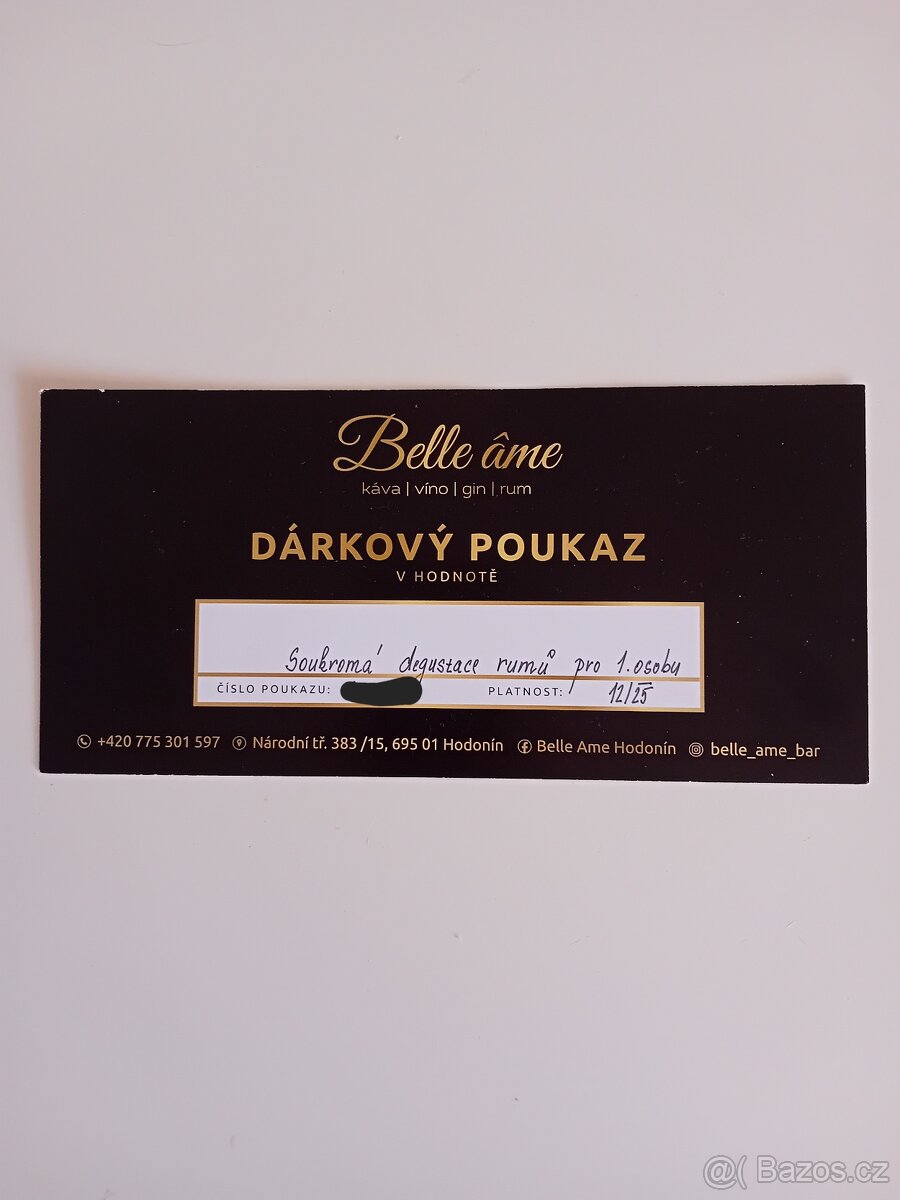 Belle âme
káva | víno | gin | rum
DÁRKOVÝ POUKAZ
V HODNOTĚ
Soukromá degustace rumů pro 1.osobu
ČÍSLO POUKAZU: PLATNOST: 12/25
+420 775 301 597 Národní tř. 383 /15, 695 01 Hodonín Belle Ame Hodonín belle_ame_bar
@( Bazos.cz